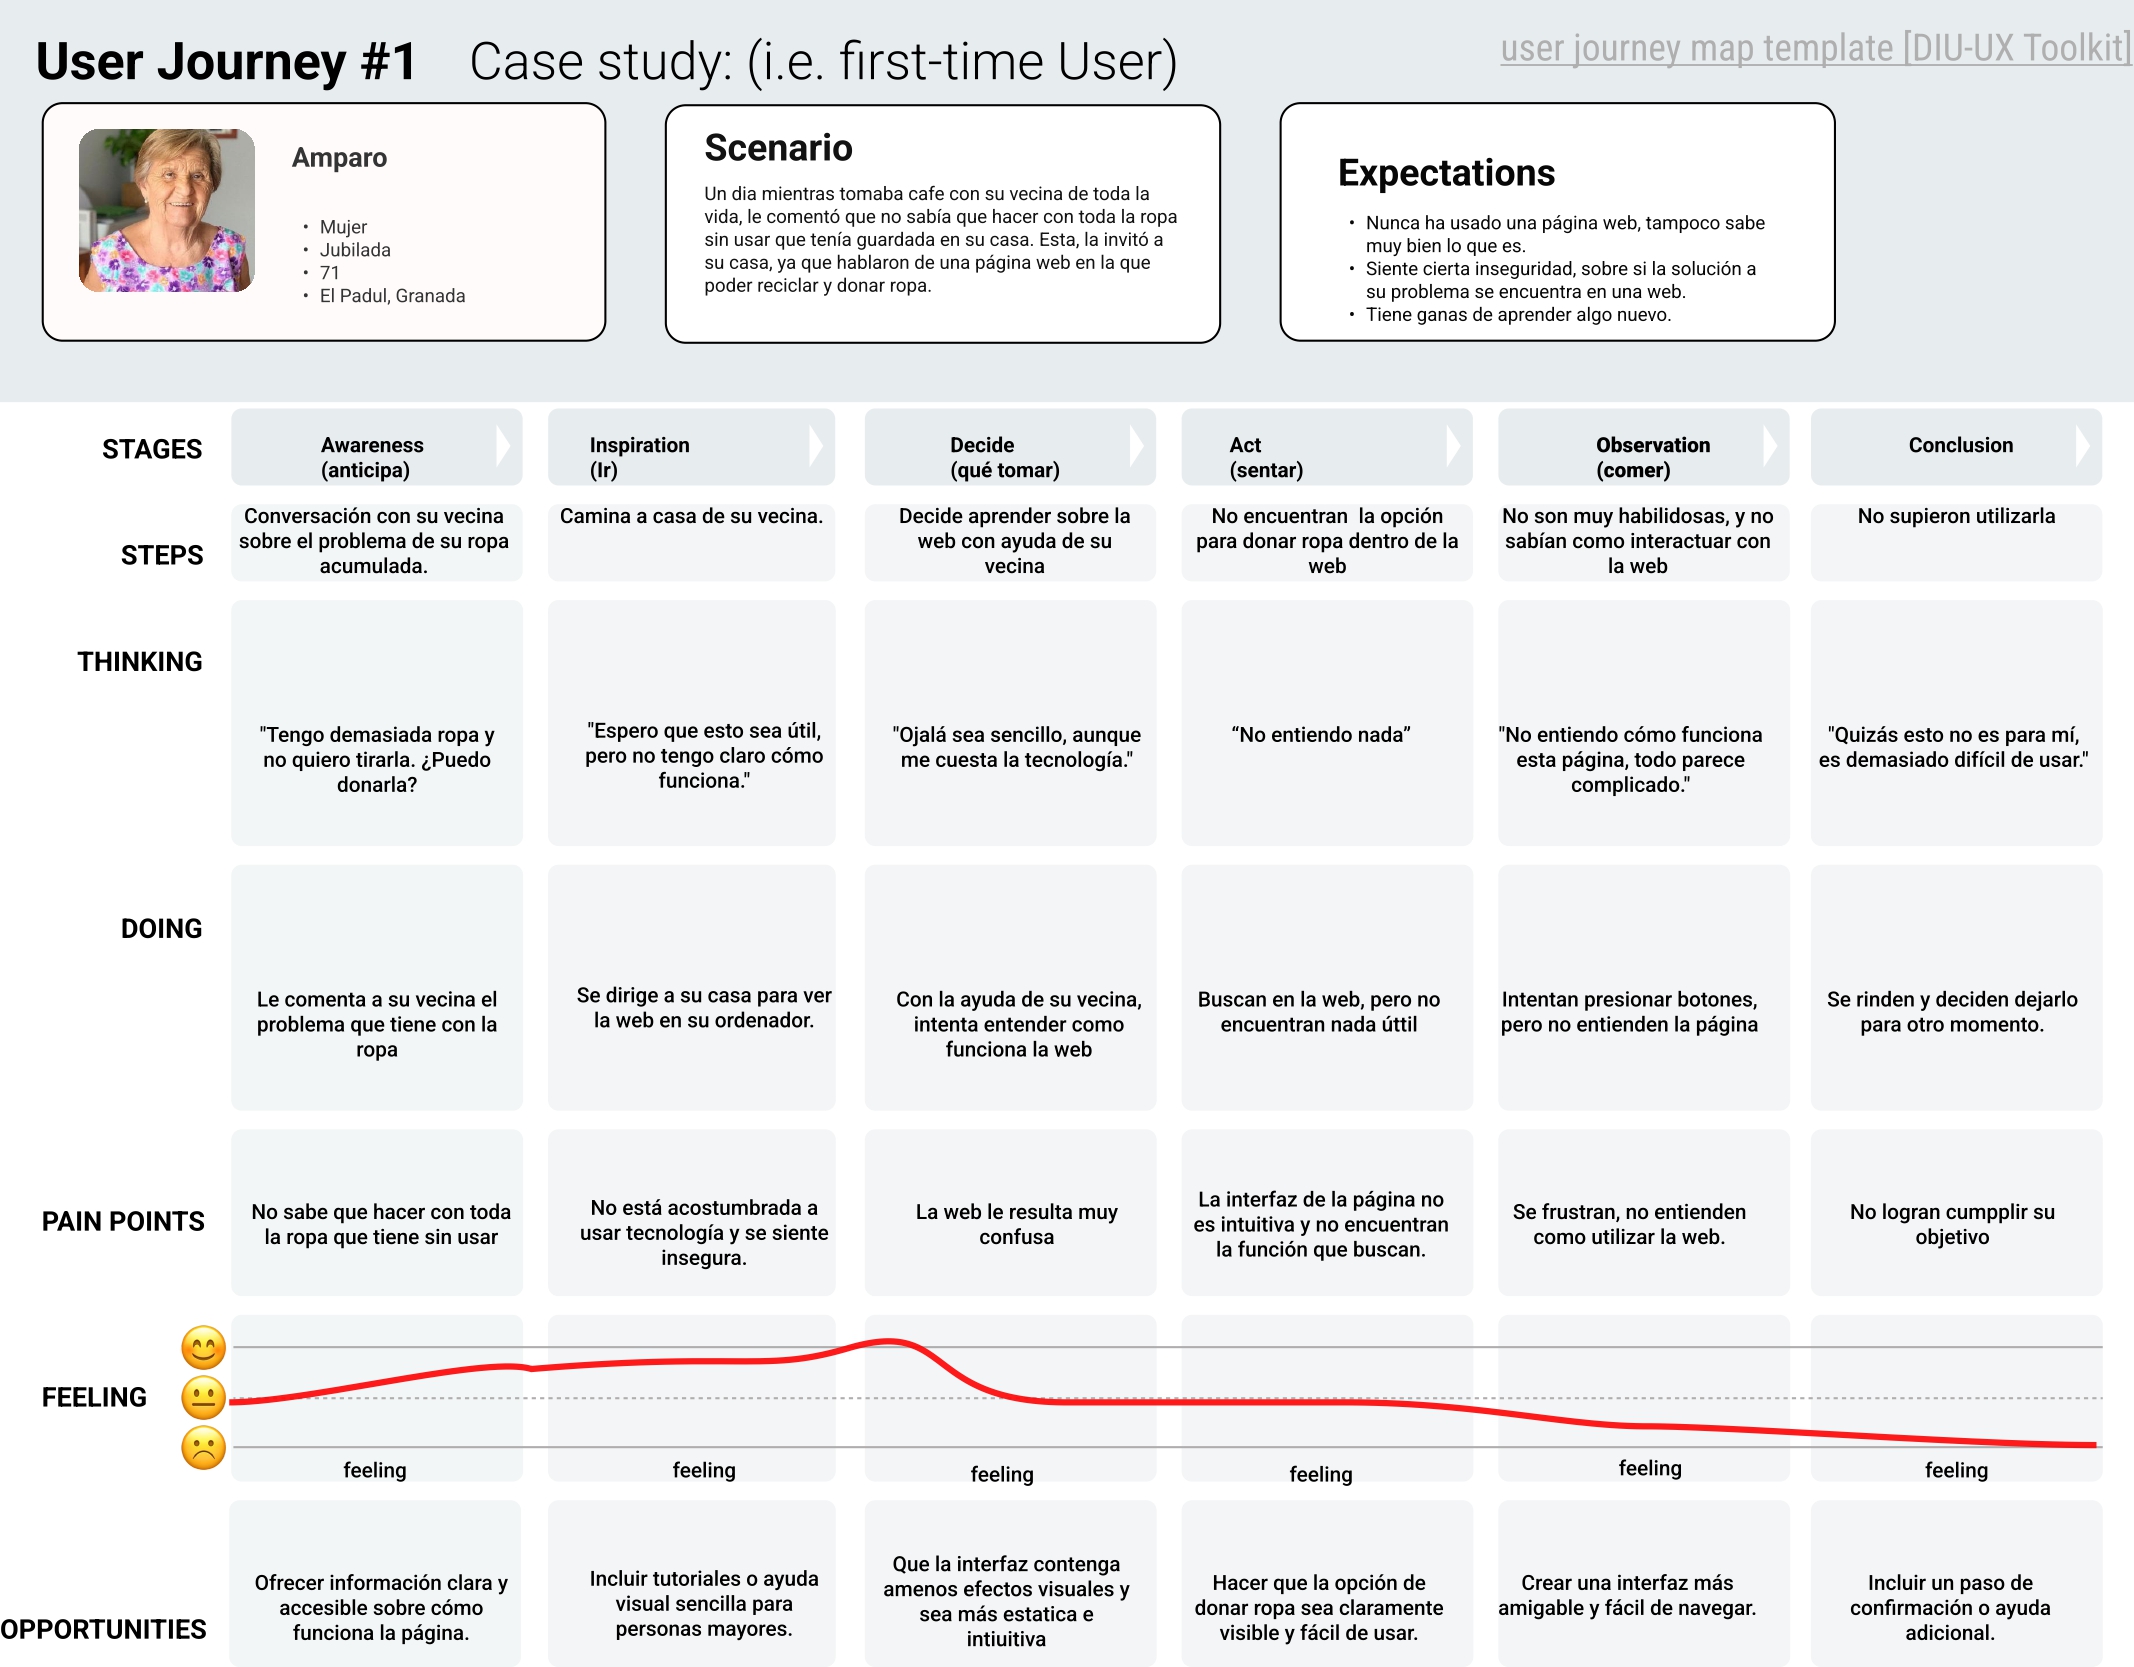 User Journey #1 Case study: (i.e. first-time User)
user journey map template [DIU-UX Toolkit]
Amparo
• Mujer
• Jubilada
• 71
• El Padul, Granada
Scenario
Un dia mientras tomaba cafe con su vecina de toda la
vida, le comentó que no sabía que hacer con toda la ropa
sin usar que tenía guardada en su casa. Esta, la invitó a
su casa, ya que hablaron de una página web en la que
poder reciclar y donar ropa.
Expectations
• Nunca ha usado una página web, tampoco sabe
muy bien lo que es.
• Siente cierta inseguridad, sobre si la solución a
su problema se encuentra en una web.
• Tiene ganas de aprender algo nuevo.
STAGES
Awareness
(anticipa)
Inspiration
(Ir)
Decide
(qué tomar)
Act
(sentar)
Observation
(comer)
Conclusion
STEPS
Conversación con su vecina
sobre el problema de su ropa
acumulada.
Camina a casa de su vecina.
Decide aprender sobre la
web con ayuda de su
vecina
No encuentran  la opción
para donar ropa dentro de la
web
No son muy habilidosas, y no
sabían como interactuar con
la web
No supieron utilizarla
THINKING
"Tengo demasiada ropa y
no quiero tirarla. ¿Puedo
donarla?
"Espero que esto sea útil,
pero no tengo claro cómo
funciona."
"Ojalá sea sencillo, aunque
me cuesta la tecnología."
“No entiendo nada”
"No entiendo cómo funciona
esta página, todo parece
complicado."
"Quizás esto no es para mí,
es demasiado difícil de usar."
DOING
Le comenta a su vecina el
problema que tiene con la
ropa
Se dirige a su casa para ver
la web en su ordenador.
Con la ayuda de su vecina,
intenta entender como
funciona la web
Buscan en la web, pero no
encuentran nada úttil
Intentan presionar botones,
pero no entienden la página
Se rinden y deciden dejarlo
para otro momento.
PAIN POINTS
No sabe que hacer con toda
la ropa que tiene sin usar
No está acostumbrada a
usar tecnología y se siente
insegura.
La web le resulta muy
confusa
La interfaz de la página no
es intuitiva y no encuentran
la función que buscan.
Se frustran, no entienden
como utilizar la web.
No logran cumpplir su
objetivo
FEELING
feeling
feeling
feeling
feeling
feeling
feeling
OPPORTUNITIES
Ofrecer información clara y
accesible sobre cómo
funciona la página.
Incluir tutoriales o ayuda
visual sencilla para
personas mayores.
Que la interfaz contenga
amenos efectos visuales y
sea más estatica e
intiuitiva
Hacer que la opción de
donar ropa sea claramente
visible y fácil de usar.
Crear una interfaz más
amigable y fácil de navegar.
Incluir un paso de
confirmación o ayuda
adicional.